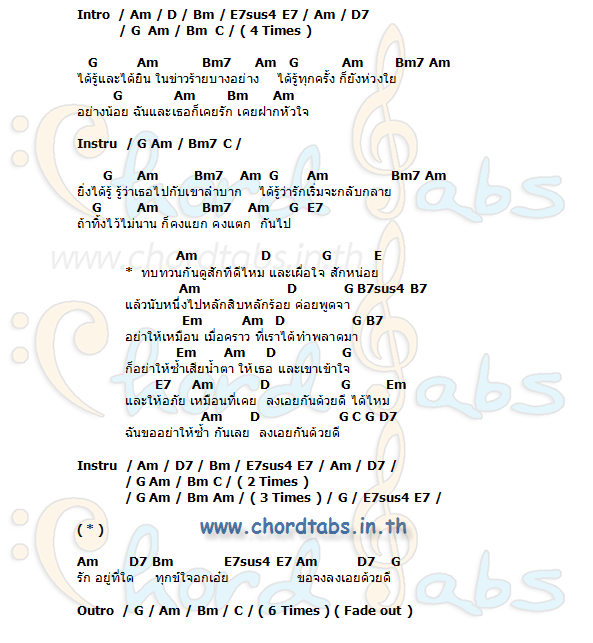 Intro / Am / D / Bm / E7sus4 E7 / Am / D7
/ G Am / Bm C / ( 4 Times )
G Am Bm7 Am G Am Bm7 Am
ได้รู้และได้ยิน ในข่าวร้ายบางอย่าง ได้รู้ทุกครั้ง ก็ยังห่วงใย
G Am Bm Am
อย่างน้อย ฉันและเธอก็เคยรัก เคยฝากหัวใจ
Instru / G Am / Bm7 C /
G Am Bm7 Am G Am Bm7 Am
ยิ่งได้รู้ รู้ว่าเธอไปกับเขาลำบาก ได้รู้ว่ารักเริ่มจะกลับกลาย
G Am Bm7 Am G E7
ถ้าทิ้งไว้ไม่นาน ก็คงแยก คงแตก กันไป
www.chordtabs.in.th
Am D G E
* ทบทวนกันดูสักทีดีไหม และเผื่อใจ สักหน่อย
Am D G B7sus4 B7
แล้วนับหนึ่งไปหลักสิบหลักร้อย ค่อยพูดจา
Em Am D G B7
อย่าให้เหมือน เมื่อคราว ที่เราได้ทำพลาดมา
Em Am D G
ก็อย่าให้ซ้ำเสียน้ำตา ให้เธอ และเขาเข้าใจ
E7 Am D G Em
และให้อภัย เหมือนที่เคย ลงเอยกันด้วยดี ได้ไหม
Am D G C G D7
ฉันขออย่าให้ซ้ำ กันเลย ลงเอยกันด้วยดี
Instru / Am / D7 / Bm / E7sus4 E7 / Am / D7 /
/ G Am / Bm C / ( 2 Times )
/ G Am / Bm Am / ( 3 Times ) / G / E7sus4 E7 /
( * )
www.chordtabs.in.th
Am D7 Bm E7sus4 E7 Am D7 G
รัก อยู่ที่ใด ทุกข์ใจอกเอ๋ย ขอจงลงเอยด้วยดี
Outro / G / Am / Bm / C / ( 6 Times ) ( Fade out )
Chord Tabs
Chord Tabs
Chord Tabs